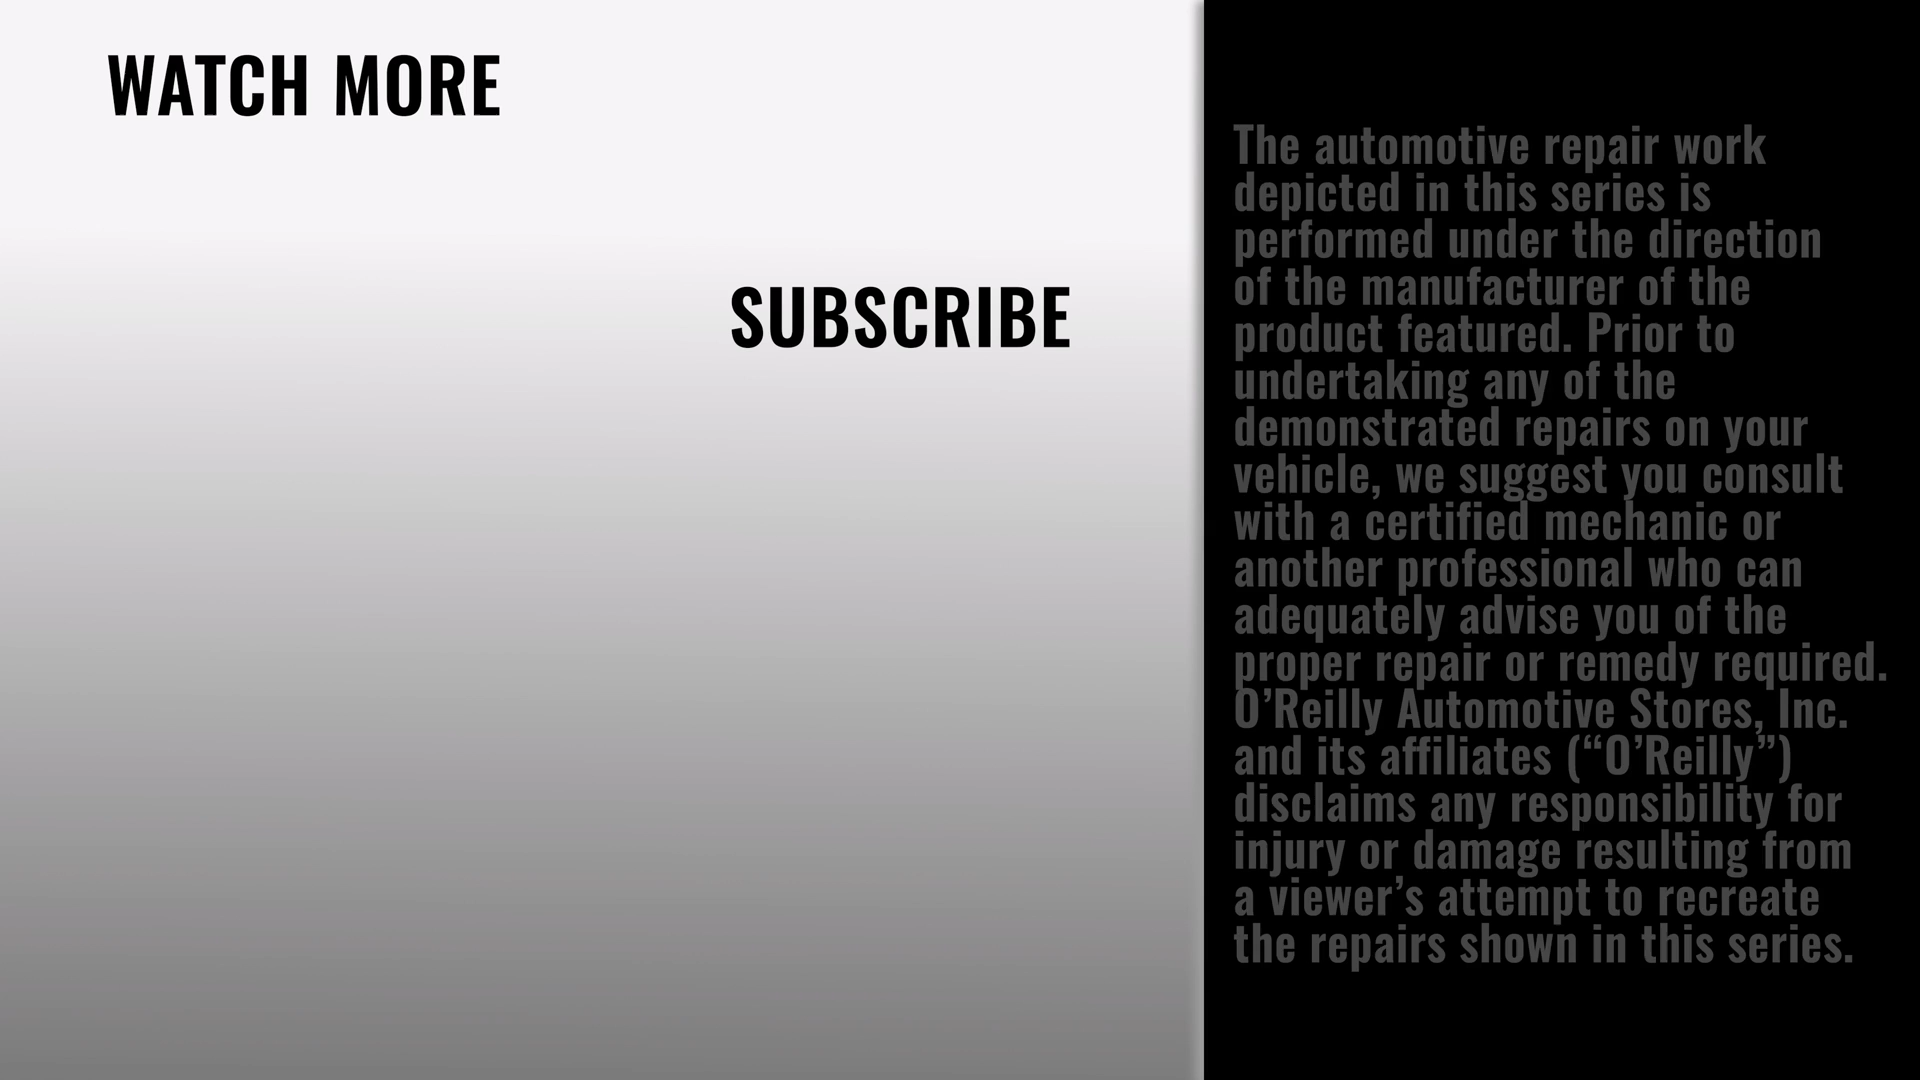 WATCH MORE
SUBSCRIBE
The automotive repair work
depicted in this series is
performed under the direction
of the manufacturer of the
product featured. Prior to
undertaking any of the
demonstrated repairs on your
vehicle, we suggest you consult
with a certified mechanic or
another professional who can
adequately advise you of the
proper repair or remedy required.
O’Reilly Automotive Stores, Inc.
and its affiliates (“O’Reilly”)
disclaims any responsibility for
injury or damage resulting from
a viewer’s attempt to recreate
the repairs shown in this series.